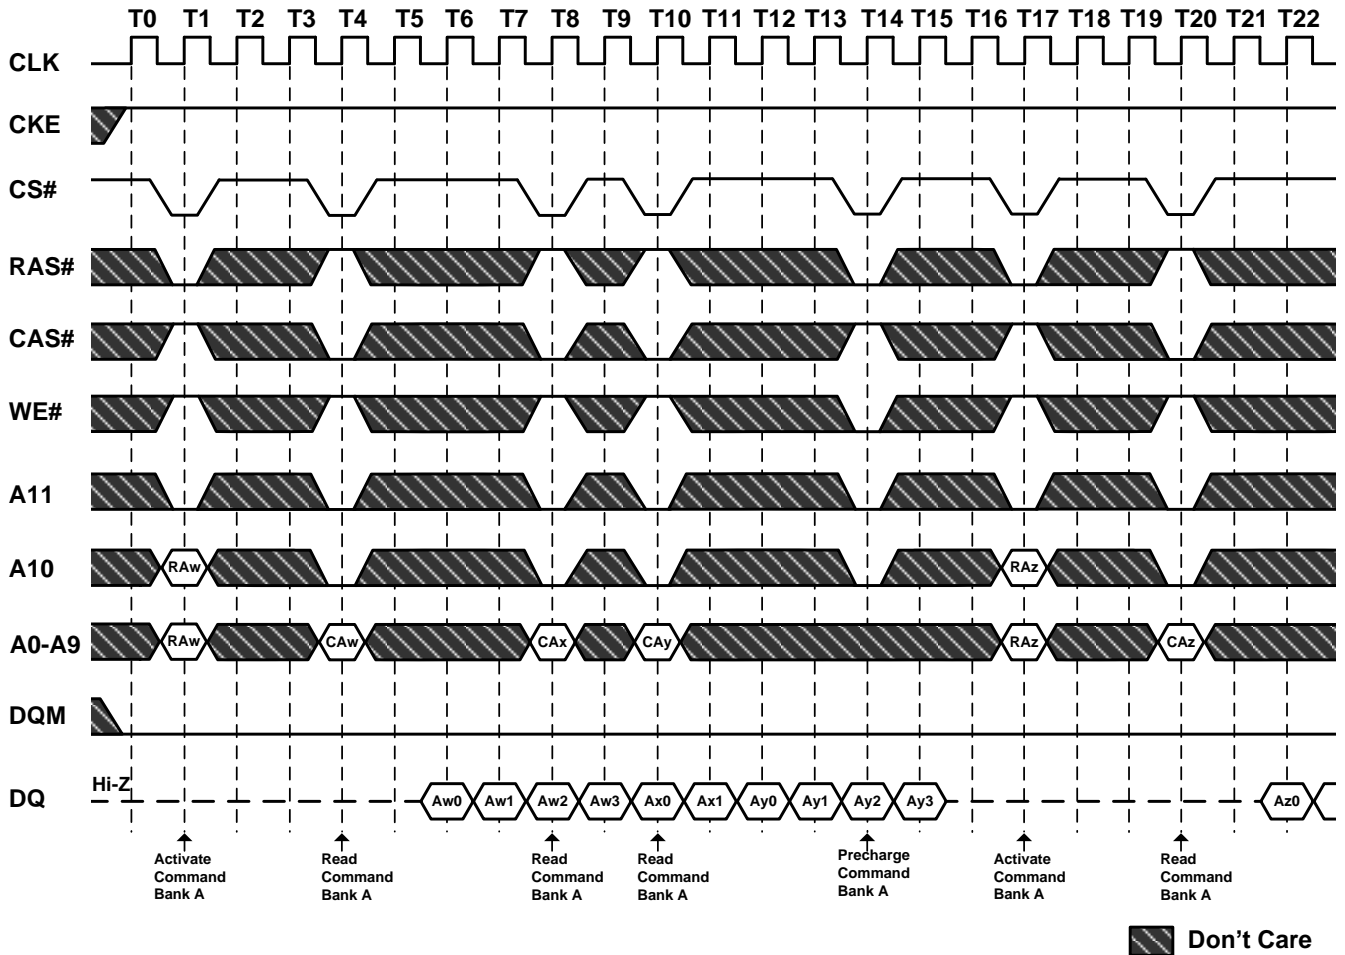 T0 T1 T2 T3 T4 T5 T6 T7 T8 T9 T10 T11 T12 T13 T14 T15 T16 T17 T18 T19 T20 T21 T22
CLK
CKE
CS#
RAS#
CAS#
WE#
A11
A10 RAw RAz
A0-A9 RAw CAw CAx CAy RAz CAz
DQM
DQ Hi-Z Aw0 Aw1 Aw2 Aw3 Ax0 Ax1 Ay0 Ay1 Ay2 Ay3 Az0
Activate
Command
Bank A
Read
Command
Bank A
Read
Command
Bank A
Read
Command
Bank A
Precharge
Command
Bank A
Activate
Command
Bank A
Read
Command
Bank A
Don't Care